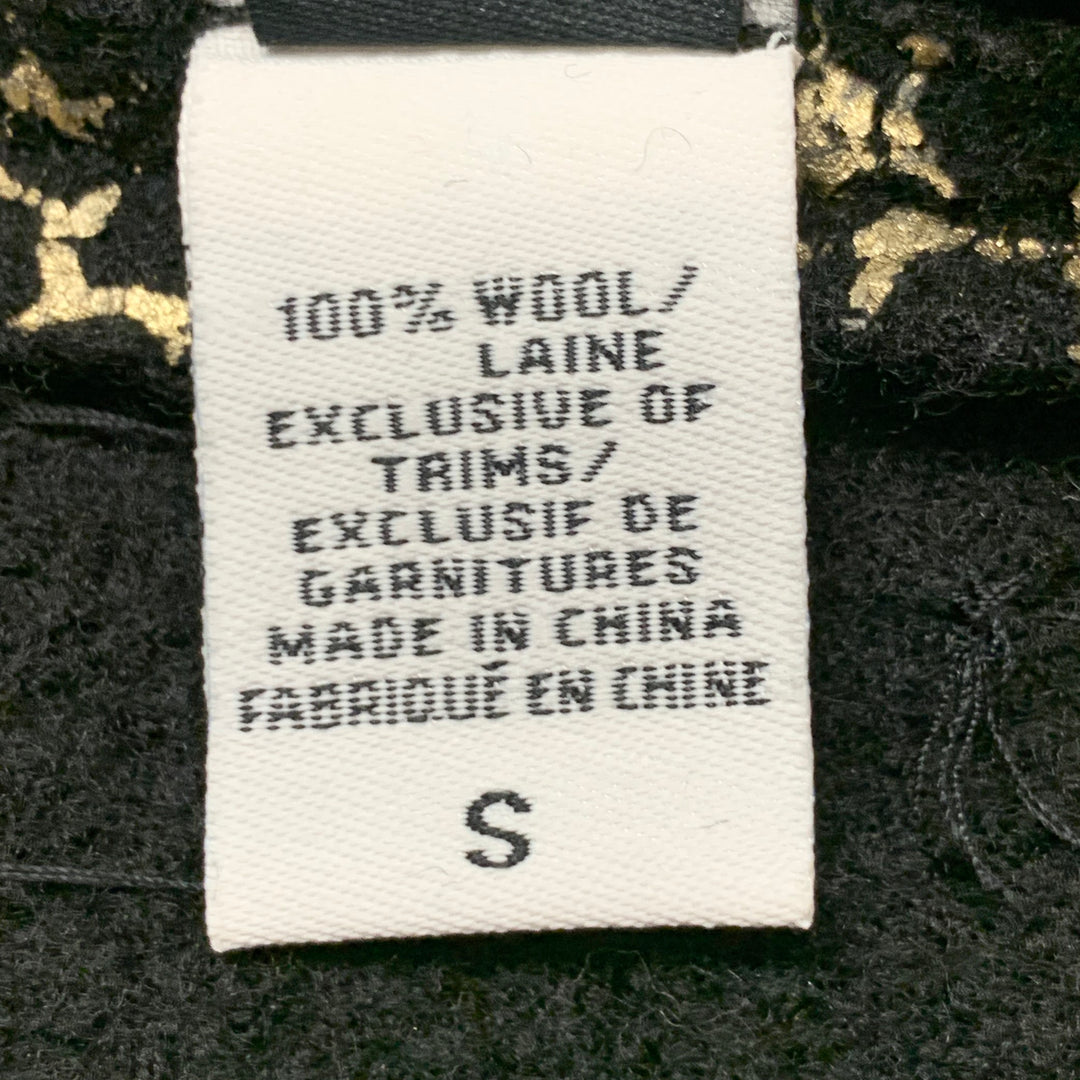 100% WOOL/
LAINE
EXCLUSIVE OF
TRIMS/
EXCLUSIF DE
GARNITURES
MADE IN CHINA
FABRIQUÉ EN CHINE
S